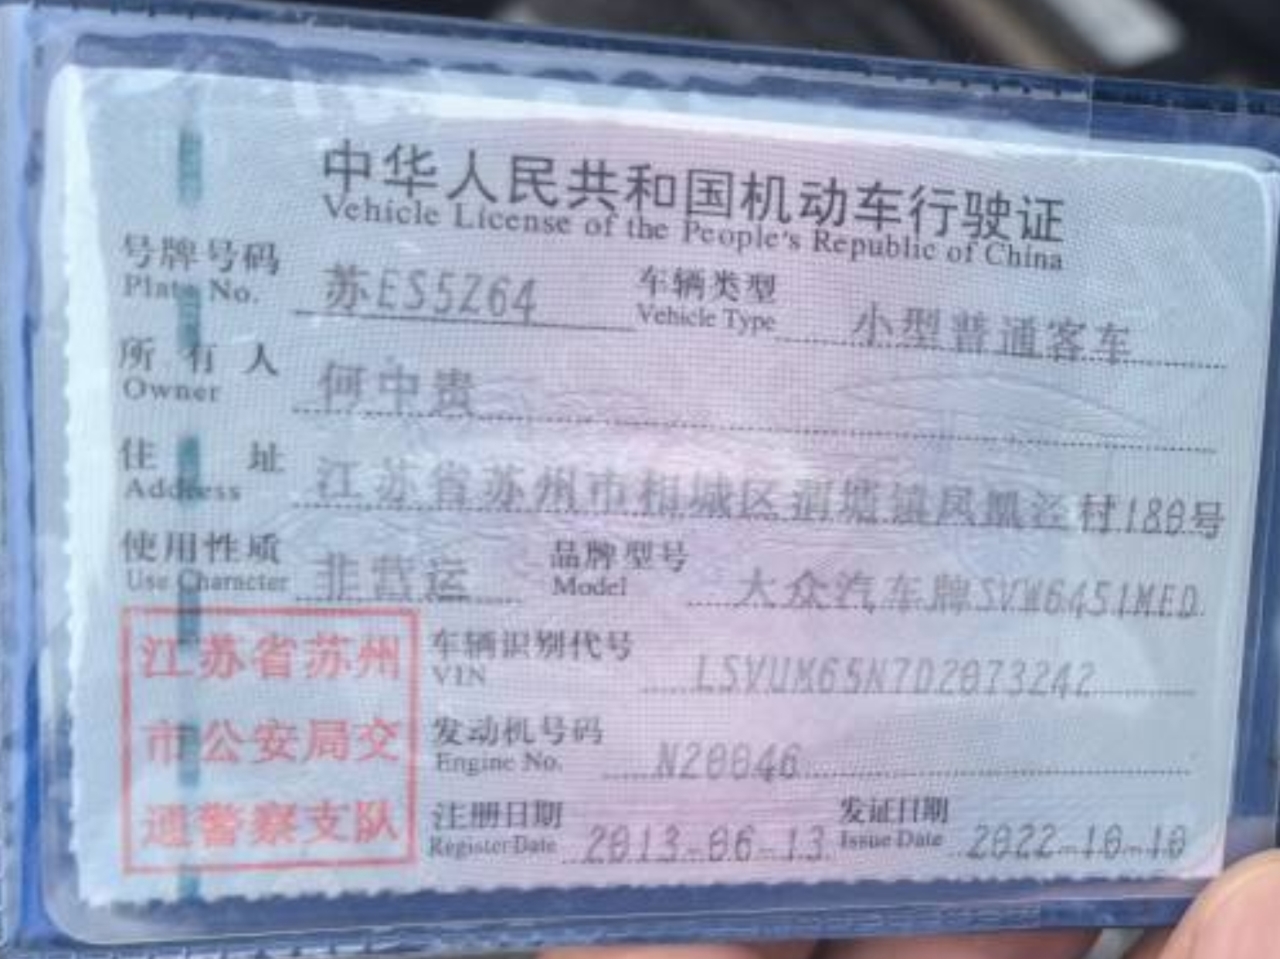 中华人民共和国机动车行驶证
Vehicle License of the People's Republic of China
号牌号码 苏ES5Z64 车辆类型 小型普通客车
Plate No. Vehicle Type
所有人 何中贵
Owner
住址 江苏省苏州市相城区渭塘镇凤凰泾村188号
Address
使用性质 非营运 品牌型号 大众汽车牌SVW6451MED
Use Character Model
江苏省苏州
市公安局交
通警察支队
车辆识别代号 LSVUM65N7D2073242
VIN
发动机号码 N20046
Engine No.
注册日期 2013-06-13 发证日期 2022-10-10
Register Date Issue Date